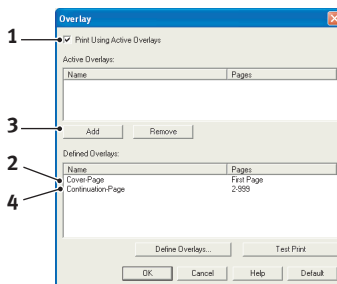 Overlay
1
Print Using Active Overlays
Active Overlays:
Name Pages
3
Add Remove
Defined Overlays:
Name Pages
2
Cover-Page First Page
4
Continuation-Page 2-999
Define Overlays... Test Print
OK Cancel Help Default